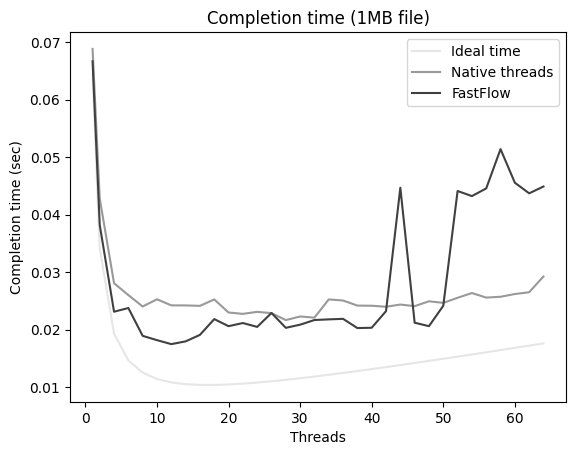 Completion time (1MB file)
Ideal time
Native threads
FastFlow
Completion time (sec)
0.07
0.06
0.05
0.04
0.03
0.02
0.01
0 10 20 30 40 50 60
Threads